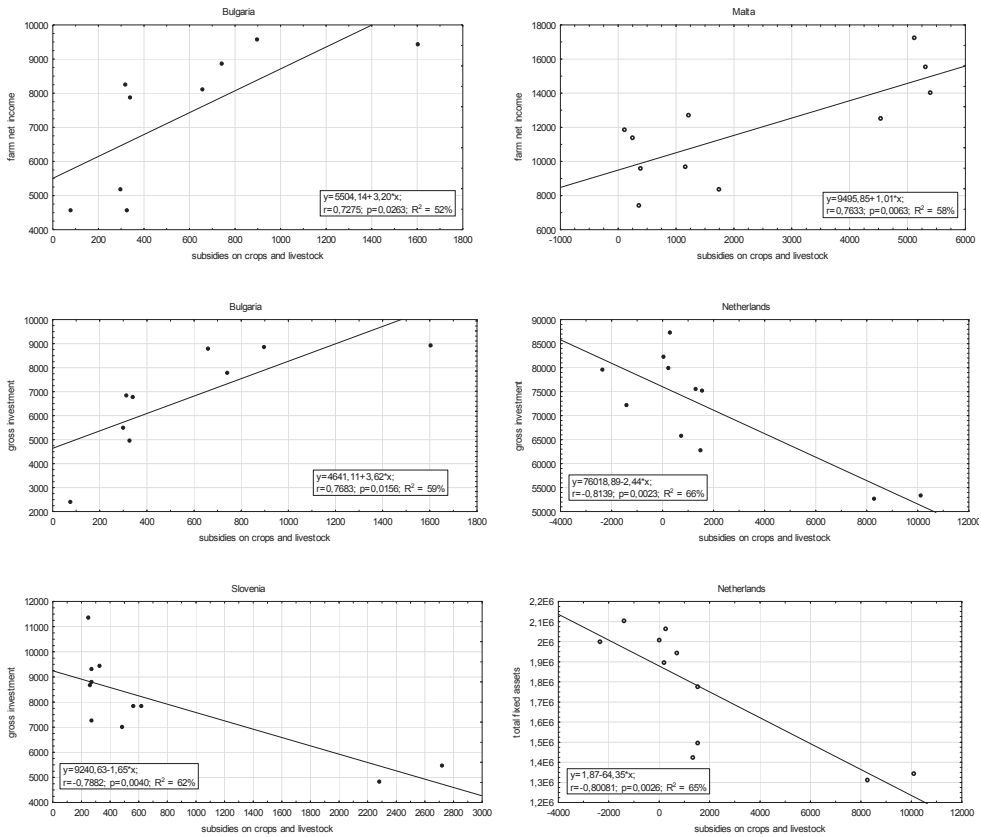 Bulgaria
10000
9000
8000
7000
6000
5000
4000
farm net income
y=5504,14+3,20*x;
r=0,7275; p=0,0263; R² = 52%
0 200 400 600 800 1000 1200 1400 1600 1800
subsidies on crops and livestock
Malta
18000
16000
14000
12000
10000
8000
6000
farm net income
y=9495,85+1,01*x;
r=0,7633; p=0,0063; R² = 58%
-1000 0 1000 2000 3000 4000 5000 6000
subsidies on crops and livestock
Bulgaria
10000
9000
8000
7000
6000
5000
4000
3000
2000
gross investment
y=4641,11+3,62*x;
r=0,7683; p=0,0156; R² = 59%
0 200 400 600 800 1000 1200 1400 1600 1800
subsidies on crops and livestock
Netherlands
90000
85000
80000
75000
70000
65000
60000
55000
50000
gross investment
y=76018,89-2,44*x;
r=-0,8139; p=0,0023; R² = 66%
-4000 -2000 0 2000 4000 6000 8000 10000 12000
subsidies on crops and livestock
Slovenia
12000
11000
10000
9000
8000
7000
6000
5000
4000
gross investment
y=9240,63-1,65*x;
r=-0,7882; p=0,0040; R² = 62%
0 200 400 600 800 1000 1200 1400 1600 1800 2000 2200 2400 2600 2800 3000
subsidies on crops and livestock
Netherlands
2,2E6
2,1E6
2E6
1,9E6
1,8E6
1,7E6
1,6E6
1,5E6
1,4E6
1,3E6
1,2E6
total fixed assets
y=1,87-64,35*x;
r=-0,80081; p=0,0026; R² = 65%
-4000 -2000 0 2000 4000 6000 8000 10000 12000
subsidies on crops and livestock